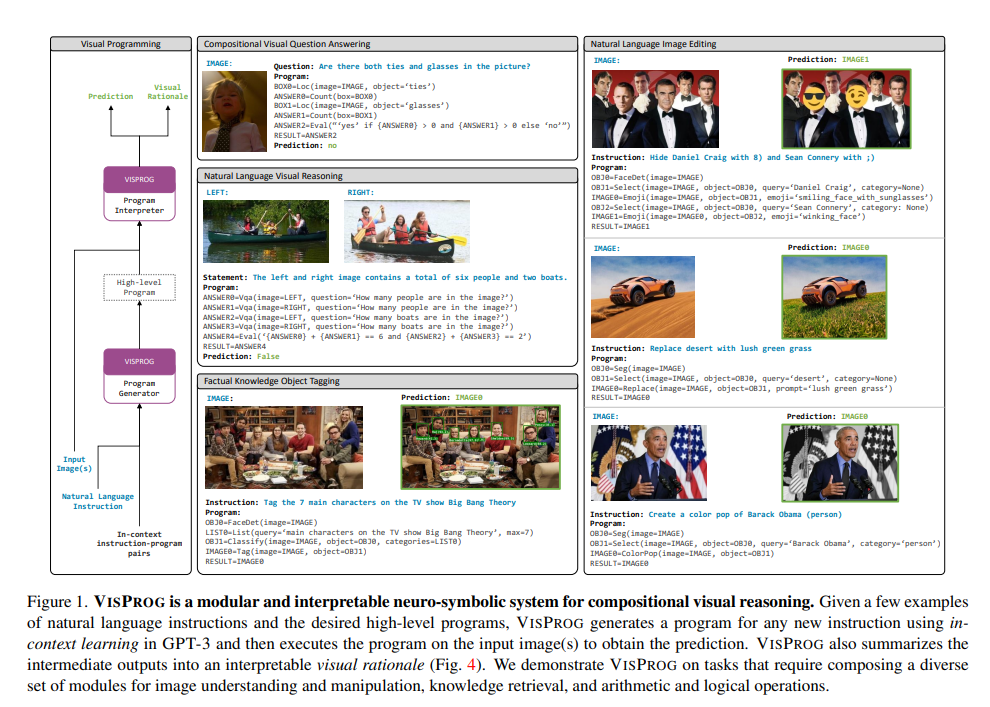 Visual Programming
Prediction
Visual
Rationale
VISPROG
Program
Interpreter
High-level
Program
VISPROG
Program
Generator
Input
Image(s)
Natural Language
Instruction
In-context
instruction-program
pairs
Compositional Visual Question Answering
IMAGE:
Question: Are there both ties and glasses in the picture?
Program:
BOX0=Loc(image=IMAGE, object=‘ties’)
ANSWER0=Count(box=BOX0)
BOX1=Loc(image=IMAGE, object=‘glasses’)
ANSWER1=Count(box=BOX1)
ANSWER2=Eval(“‘yes’ if {ANSWER0} > 0 and {ANSWER1} > 0 else ‘no’”)
RESULT=ANSWER2
Prediction: no
Natural Language Visual Reasoning
LEFT:
RIGHT:
Statement: The left and right image contains a total of six people and two boats.
Program:
ANSWER0=Vqa(image=LEFT, question=‘How many people are in the image?’)
ANSWER1=Vqa(image=RIGHT, question=‘How many people are in the image?’)
ANSWER2=Vqa(image=LEFT, question=‘How many boats are in the image?’)
ANSWER3=Vqa(image=RIGHT, question=‘How many boats are in the image?’)
ANSWER4=Eval(‘{ANSWER0} + {ANSWER1} == 6 and {ANSWER2} + {ANSWER3} == 2’)
RESULT=ANSWER4
Prediction: False
Factual Knowledge Object Tagging
IMAGE:
Prediction: IMAGE0
Instruction: Tag the 7 main characters on the TV show Big Bang Theory
Program:
OBJ0=FaceDet(image=IMAGE)
LIST0=List(query=‘main characters on the TV show Big Bang Theory’, max=7)
OBJ1=Classify(image=IMAGE, object=OBJ0, categories=LIST0)
IMAGE0=Tag(image=IMAGE, object=OBJ1)
RESULT=IMAGE0
Natural Language Image Editing
IMAGE:
Prediction: IMAGE1
Instruction: Hide Daniel Craig with 8) and Sean Connery with ;)
Program:
OBJ0=FaceDet(image=IMAGE)
OBJ1=Select(image=IMAGE, object=OBJ0, query=‘Daniel Craig’, category=None)
IMAGE0=Emoji(image=IMAGE, object=OBJ1, emoji=‘smiling_face_with_sunglasses’)
OBJ2=Select(image=IMAGE, object=OBJ0, query=‘Sean Connery’, category: None)
IMAGE1=Emoji(image=IMAGE0, object=OBJ2, emoji=‘winking_face’)
RESULT=IMAGE1
IMAGE:
Prediction: IMAGE0
Instruction: Replace desert with lush green grass
Program:
OBJ0=Seg(image=IMAGE)
OBJ1=Select(image=IMAGE, object=OBJ0, query=‘desert’, category=None)
IMAGE0=Replace(image=IMAGE, object=OBJ1, prompt=‘lush green grass’)
RESULT=IMAGE0
IMAGE:
Prediction: IMAGE0
Instruction: Create a color pop of Barack Obama (person)
Program:
OBJ0=Seg(image=IMAGE)
OBJ1=Select(image=IMAGE, object=OBJ0, query=‘Barack Obama’, category=‘person’)
IMAGE0=ColorPop(image=IMAGE, object=OBJ1)
RESULT=IMAGE0
Figure 1. VISPROG is a modular and interpretable neuro-symbolic system for compositional visual reasoning. Given a few examples
of natural language instructions and the desired high-level programs, VISPROG generates a program for any new instruction using in-
context learning in GPT-3 and then executes the program on the input image(s) to obtain the prediction. VISPROG also summarizes the
intermediate outputs into an interpretable visual rationale (Fig. 4). We demonstrate VISPROG on tasks that require composing a diverse
set of modules for image understanding and manipulation, knowledge retrieval, and arithmetic and logical operations.